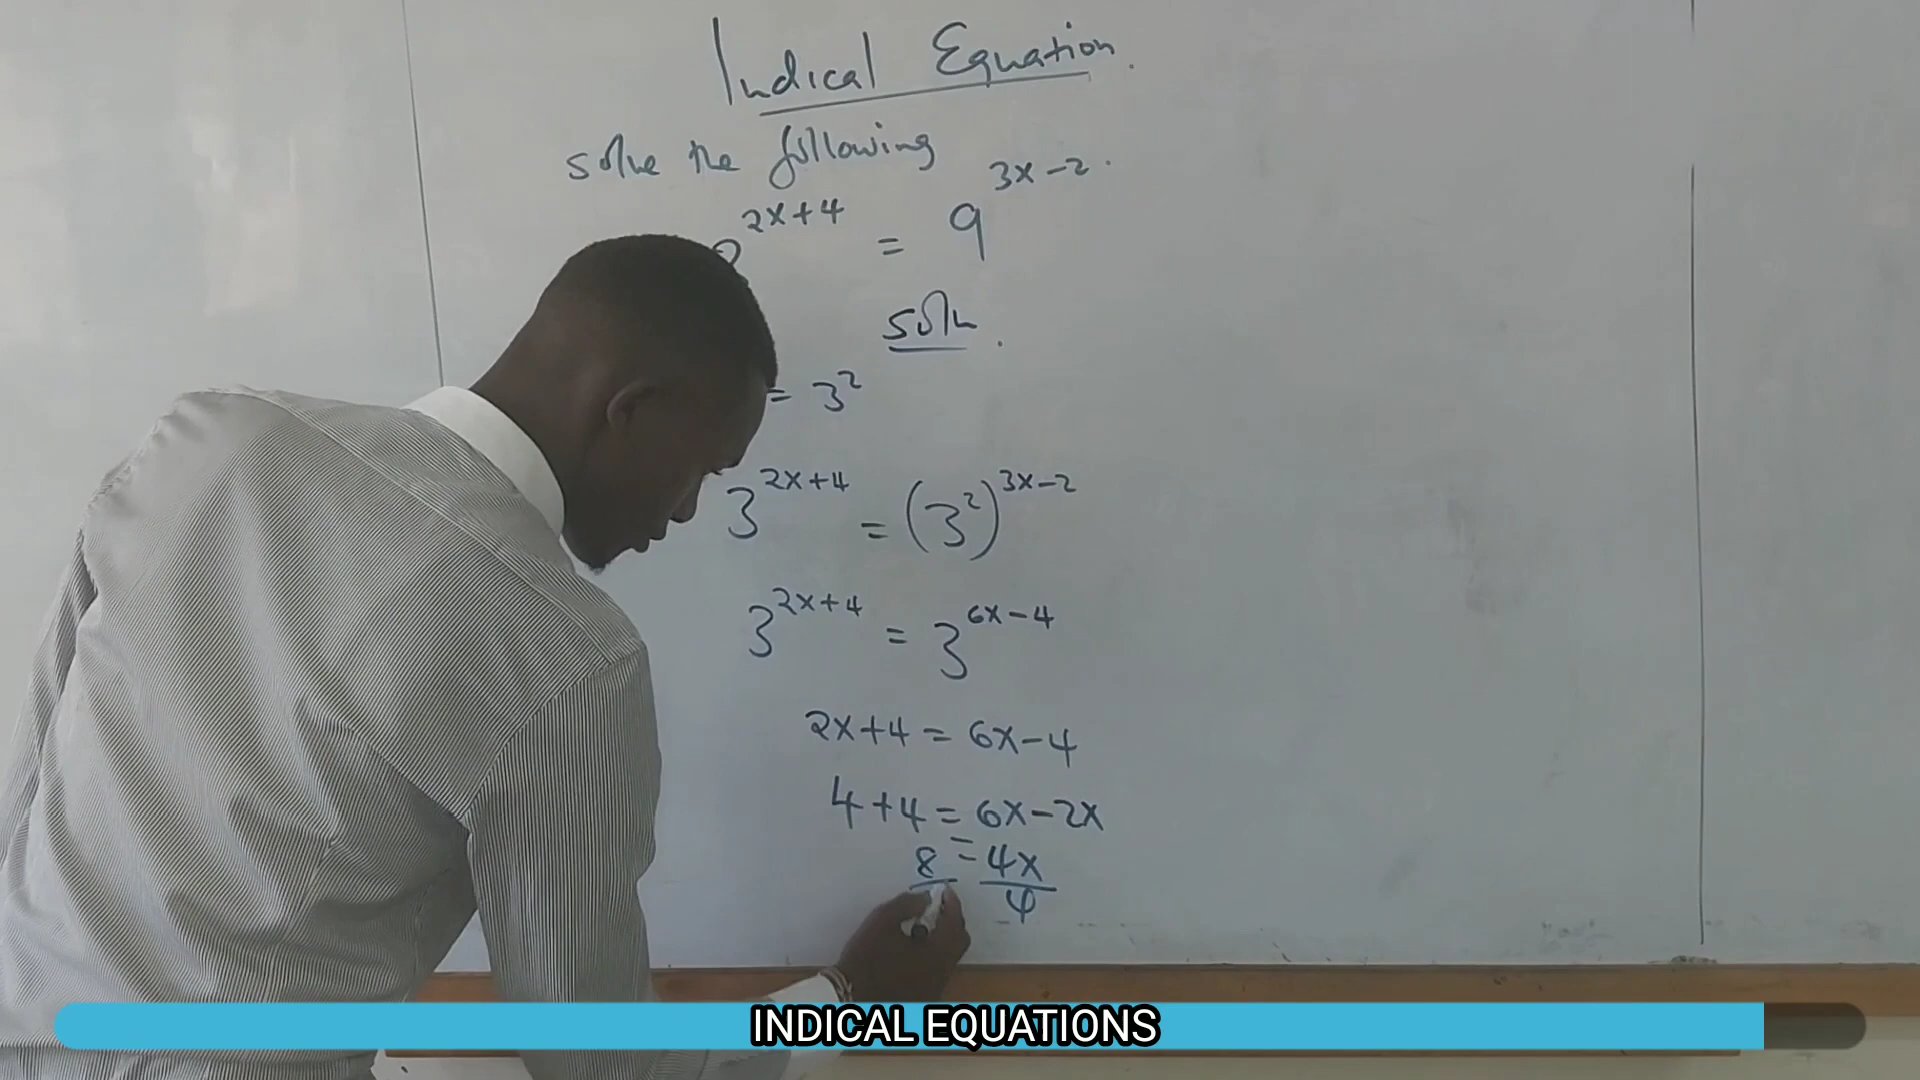 Indical Equation.
Solve the following
2x+4 = 9^3x-2.
soln.
= 3²
3^2x+4 = (3²)^3x-2
3^2x+4 = 3^6x-4
2x+4 = 6x-4
4+4 = 6x-2x
8 = 4x
4
INDICAL EQUATIONS